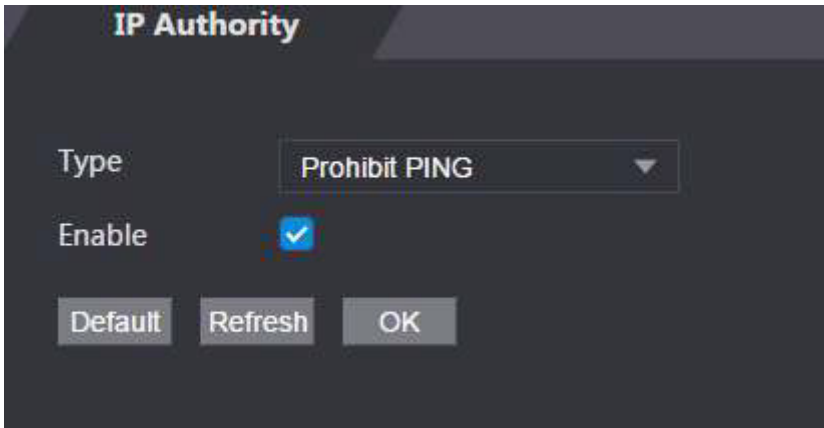 IP Authority
Type Prohibit PING
Enable
Default Refresh OK